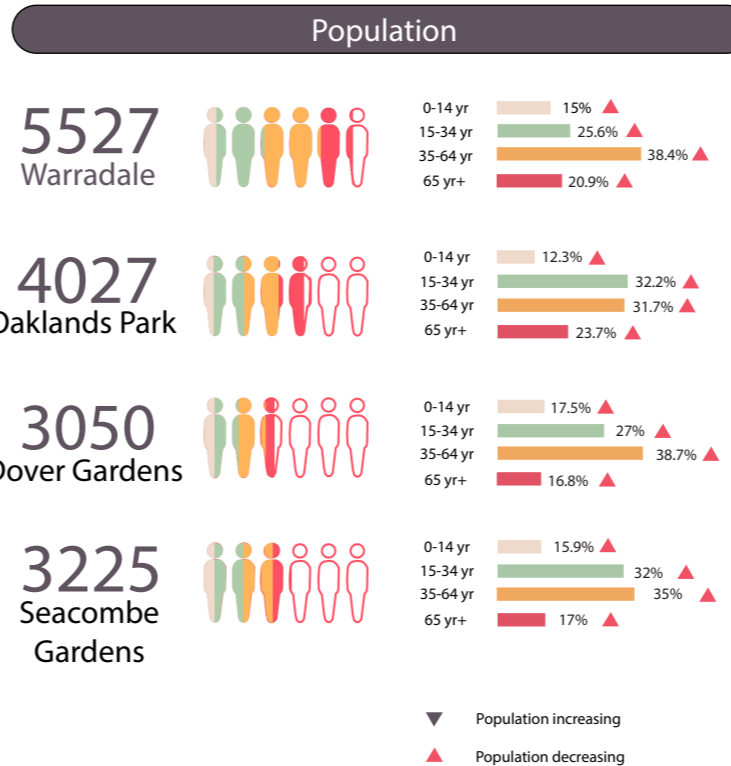 Population
5527
Warradale
0-14 yr 15%
15-34 yr 25.6%
35-64 yr 38.4%
65 yr+ 20.9%
4027
Oaklands Park
0-14 yr 12.3%
15-34 yr 32.2%
35-64 yr 31.7%
65 yr+ 23.7%
3050
Dover Gardens
0-14 yr 17.5%
15-34 yr 27%
35-64 yr 38.7%
65 yr+ 16.8%
3225
Seacombe
Gardens
0-14 yr 15.9%
15-34 yr 32%
35-64 yr 35%
65 yr+ 17%
Population increasing
Population decreasing